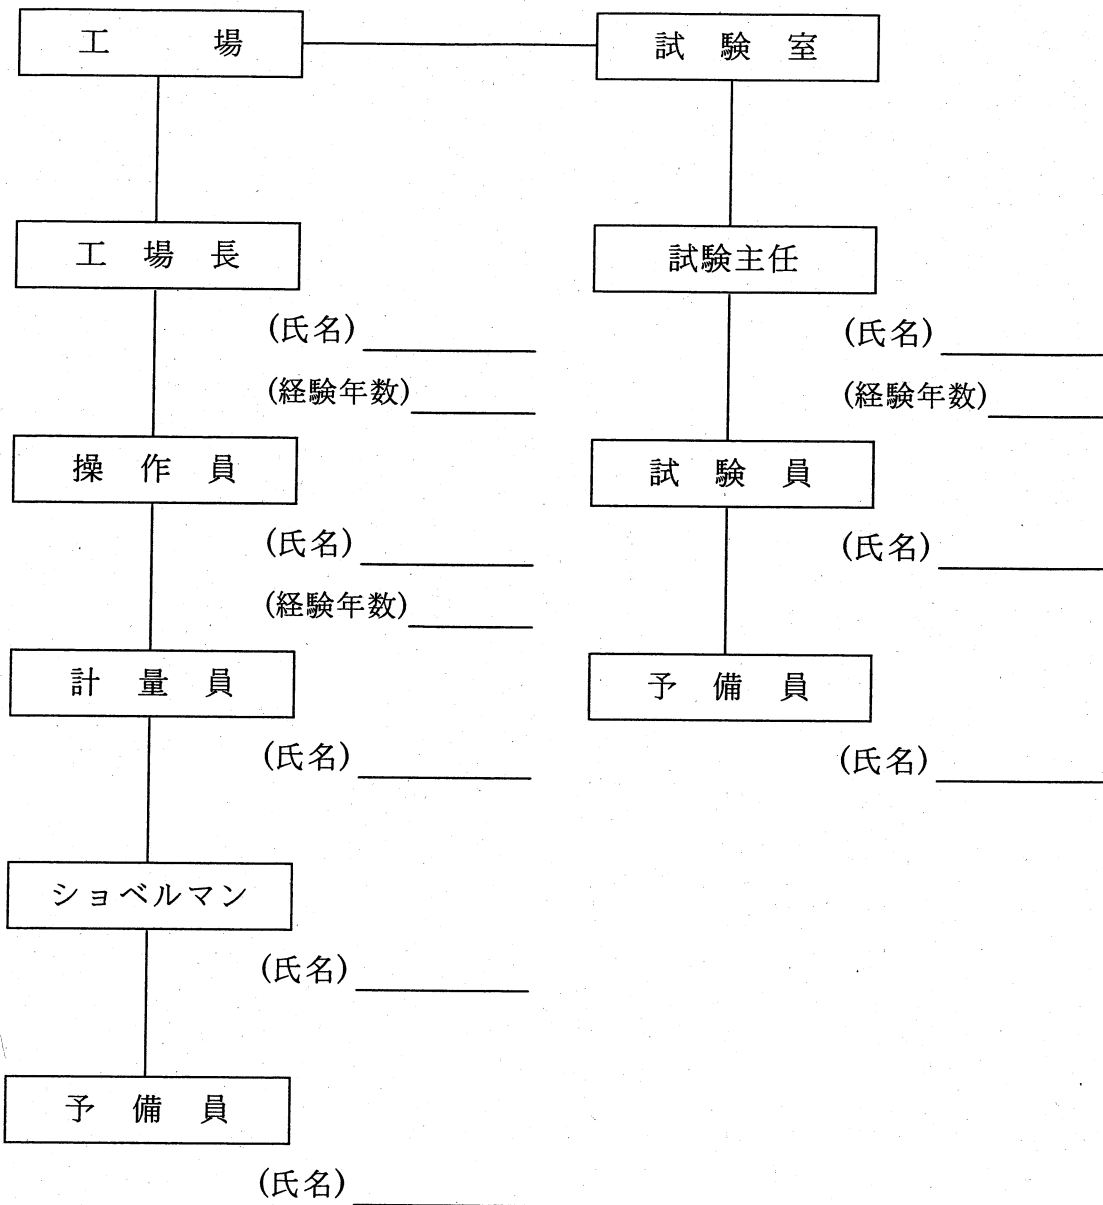 工場
試験室
工場長
試験主任
(氏名)
(経験年数)
(氏名)
(経験年数)
操作員
試験員
(氏名)
(経験年数)
(氏名)
計量員
予備員
(氏名)
(氏名)
ショベルマン
(氏名)
予備員
(氏名)